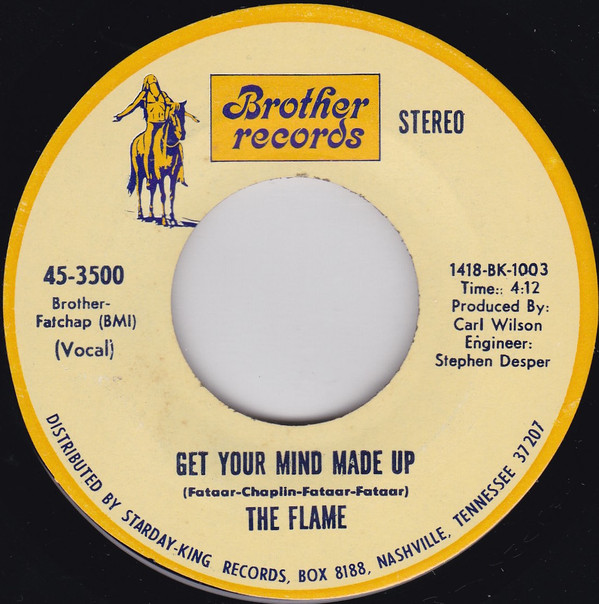 Brother
records
STEREO
45-3500
Brother-
Fatchap (BMI)
(Vocal)
1418-BK-1003
Time:: 4:12
Produced By:
Carl Wilson
Engineer:
Stephen Desper
GET YOUR MIND MADE UP
(Fataar-Chaplin-Fataar-Fataar)
THE FLAME
DISTRIBUTED BY STARDAY-KING RECORDS, BOX 8188, NASHVILLE, TENNESSEE 37207